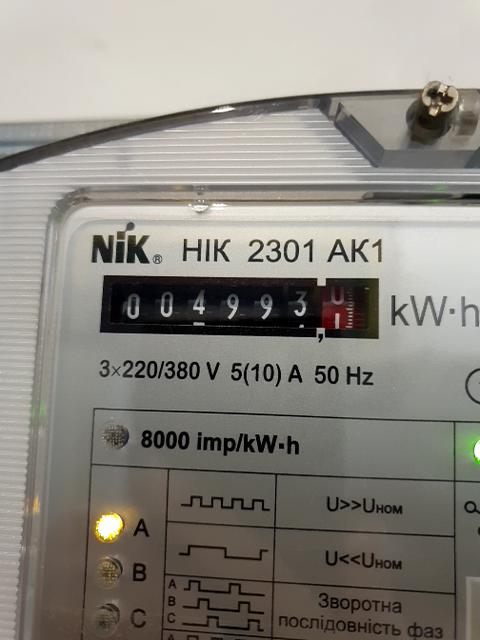 NiK® НІК 2301 АК1
004993,
kW·h
3×220/380 V 5(10) A 50 Hz
8000 imp/kW·h
A
U>>Uном
B
U<<Uном
C
A
B
C
Зворотна
послідовність фаз
A